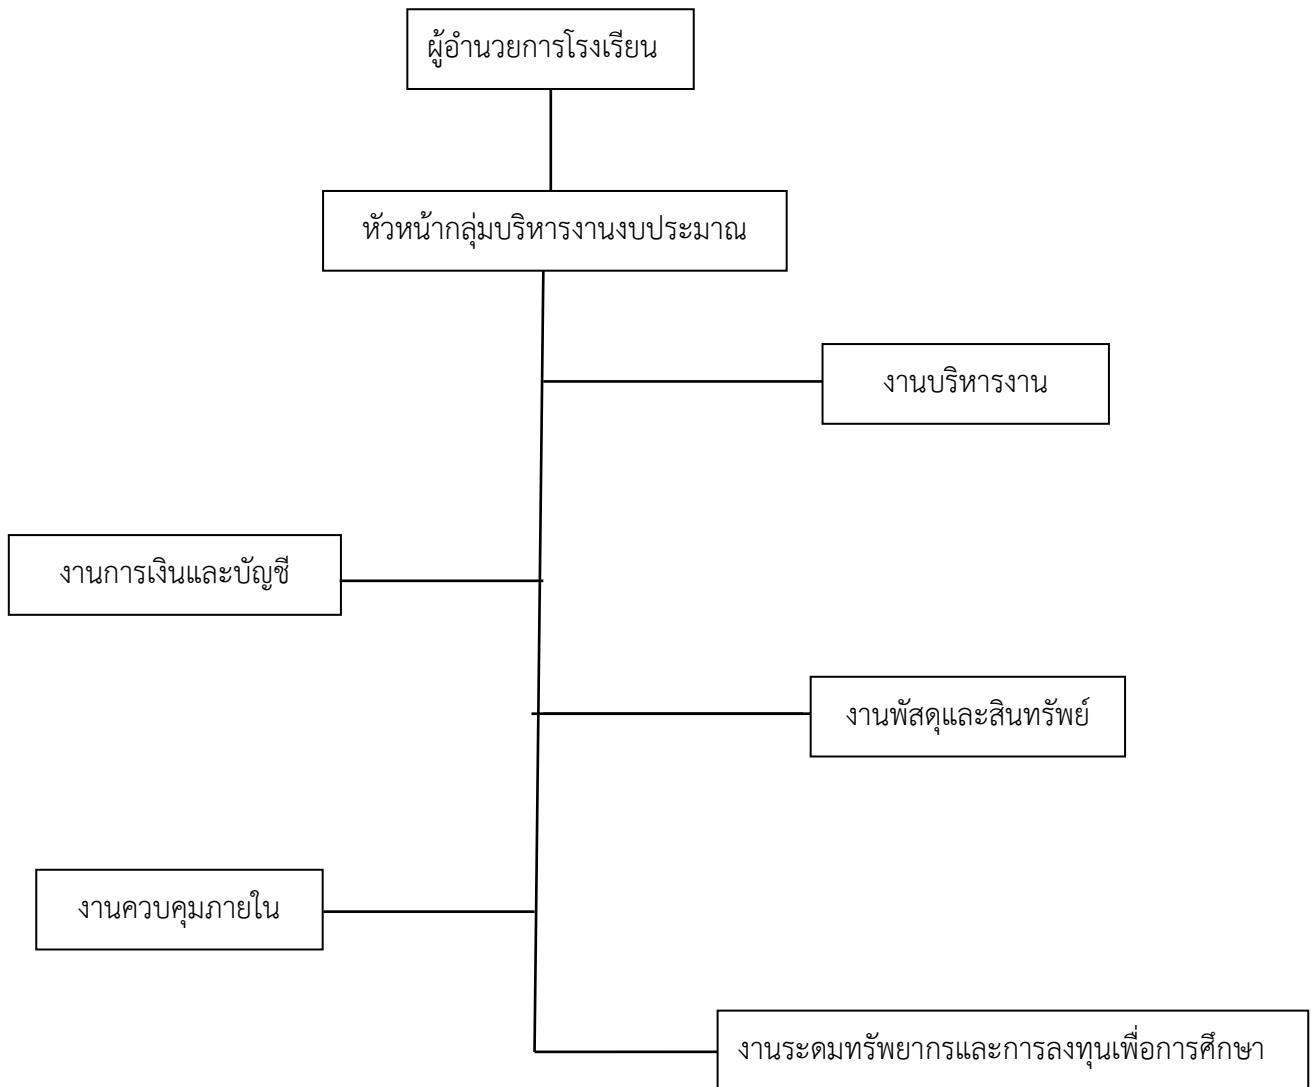 ผู้อำนวยการโรงเรียน
หัวหน้ากลุ่มบริหารงานงบประมาณ
งานบริหารงาน
งานการเงินและบัญชี
งานพัสดุและสินทรัพย์
งานควบคุมภายใน
งานระดมทรัพยากรและการลงทุนเพื่อการศึกษา